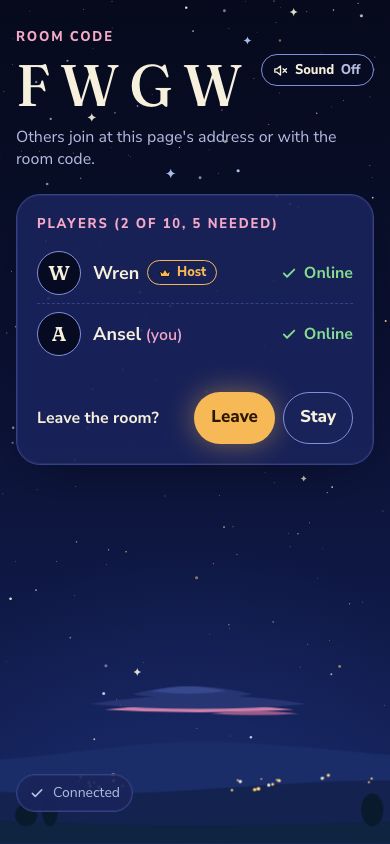 ROOM CODE
FWGW
Sound Off
Others join at this page's address or with the
room code.
PLAYERS (2 OF 10, 5 NEEDED)
W Wren Host Online
A Ansel (you) Online
Leave the room? Leave Stay
Connected